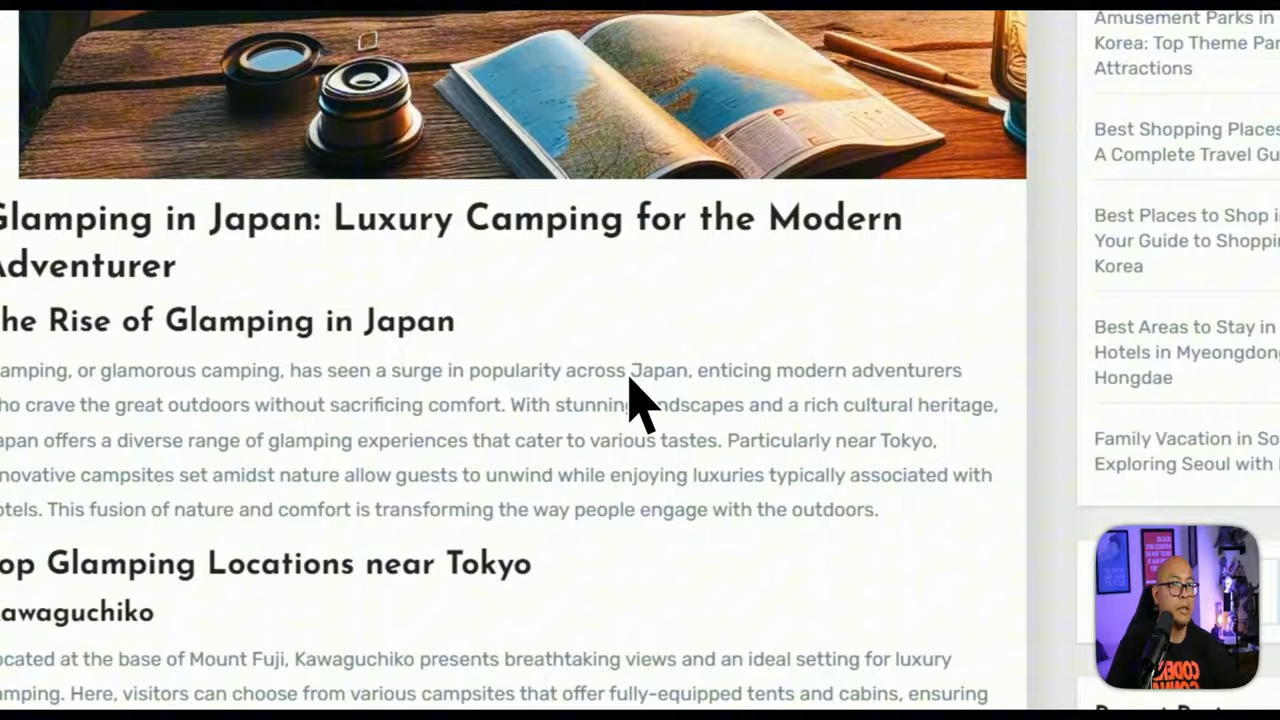 Glamping in Japan: Luxury Camping for the Modern
Adventurer
The Rise of Glamping in Japan
amping, or glamorous camping, has seen a surge in popularity across Japan, enticing modern adventurers
ho crave the great outdoors without sacrificing comfort. With stunning landscapes and a rich cultural heritage,
apan offers a diverse range of glamping experiences that cater to various tastes. Particularly near Tokyo,
nnovative campsites set amidst nature allow guests to unwind while enjoying luxuries typically associated with
otels. This fusion of nature and comfort is transforming the way people engage with the outdoors.
op Glamping Locations near Tokyo
Kawaguchiko
ocated at the base of Mount Fuji, Kawaguchiko presents breathtaking views and an ideal setting for luxury
amping. Here, visitors can choose from various campsites that offer fully-equipped tents and cabins, ensuring
Amusement Parks in
Korea: Top Theme Par
Attractions
Best Shopping Places
A Complete Travel Gu
Best Places to Shop i
Your Guide to Shoppin
Korea
Best Areas to Stay in
Hotels in Myeongdong
Hongdae
Family Vacation in So
Exploring Seoul with